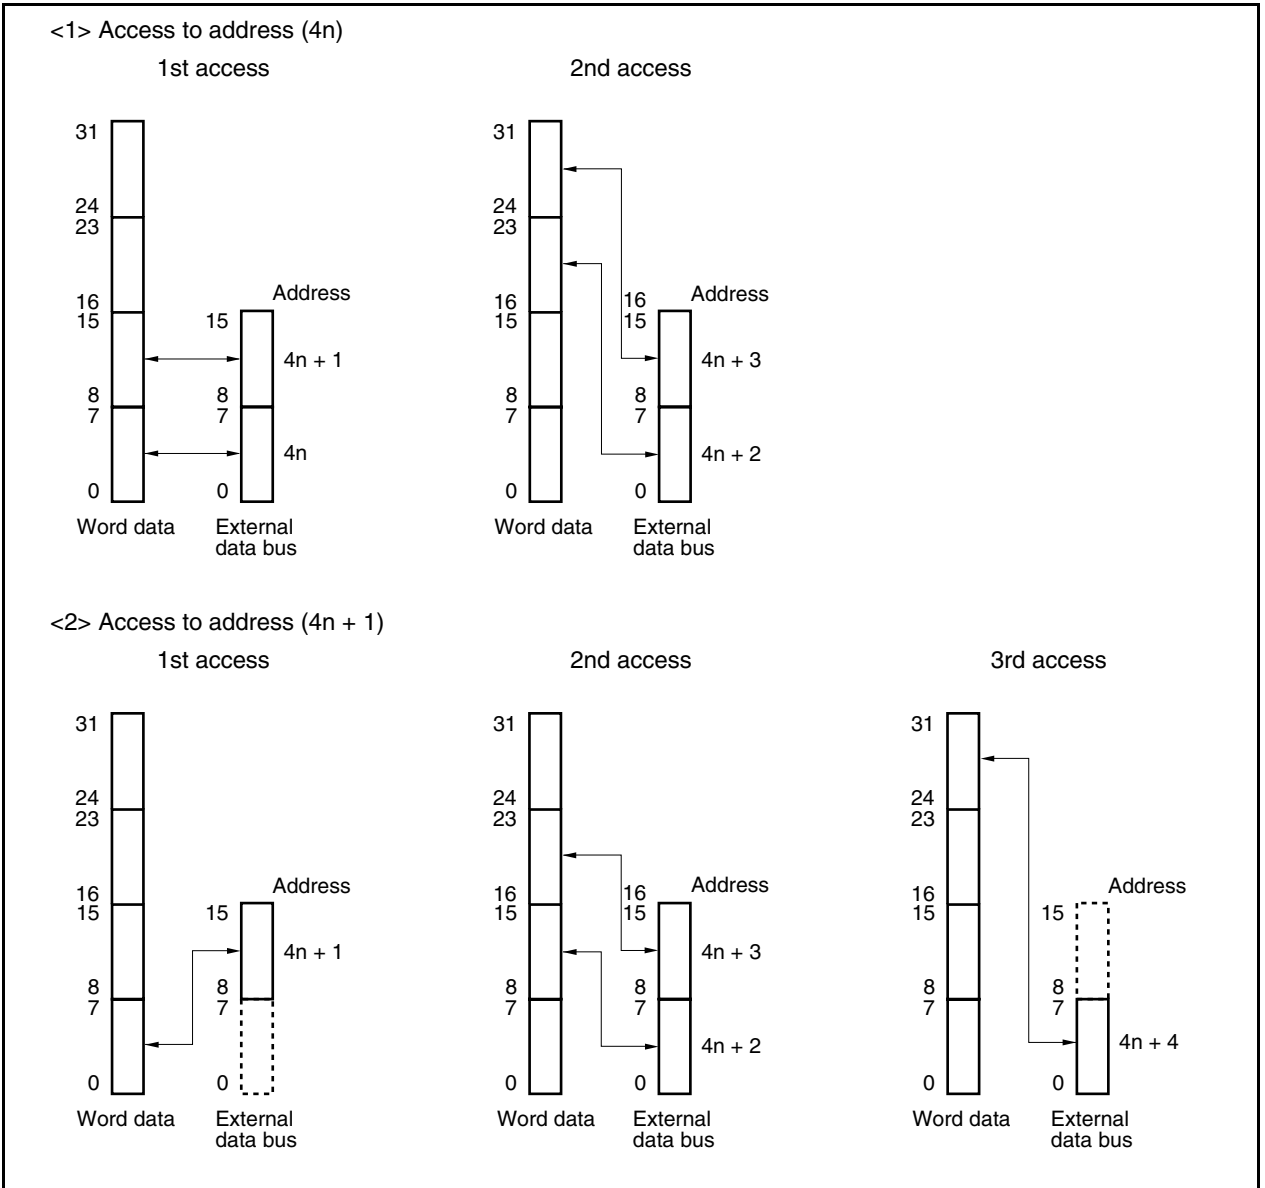 <1> Access to address (4n)
1st access
2nd access
31
24
23
16
15
8
7
0
15
8
7
0
Address
4n + 1
4n
Word data
External
data bus
31
24
23
16
15
8
7
0
16
15
8
7
0
Address
4n + 3
4n + 2
Word data
External
data bus
<2> Access to address (4n + 1)
1st access
2nd access
3rd access
31
24
23
16
15
8
7
0
15
8
7
0
Address
4n + 1
Word data
External
data bus
31
24
23
16
15
8
7
0
16
15
8
7
0
Address
4n + 3
4n + 2
Word data
External
data bus
31
24
23
16
15
8
7
0
15
8
7
0
Address
4n + 4
Word data
External
data bus